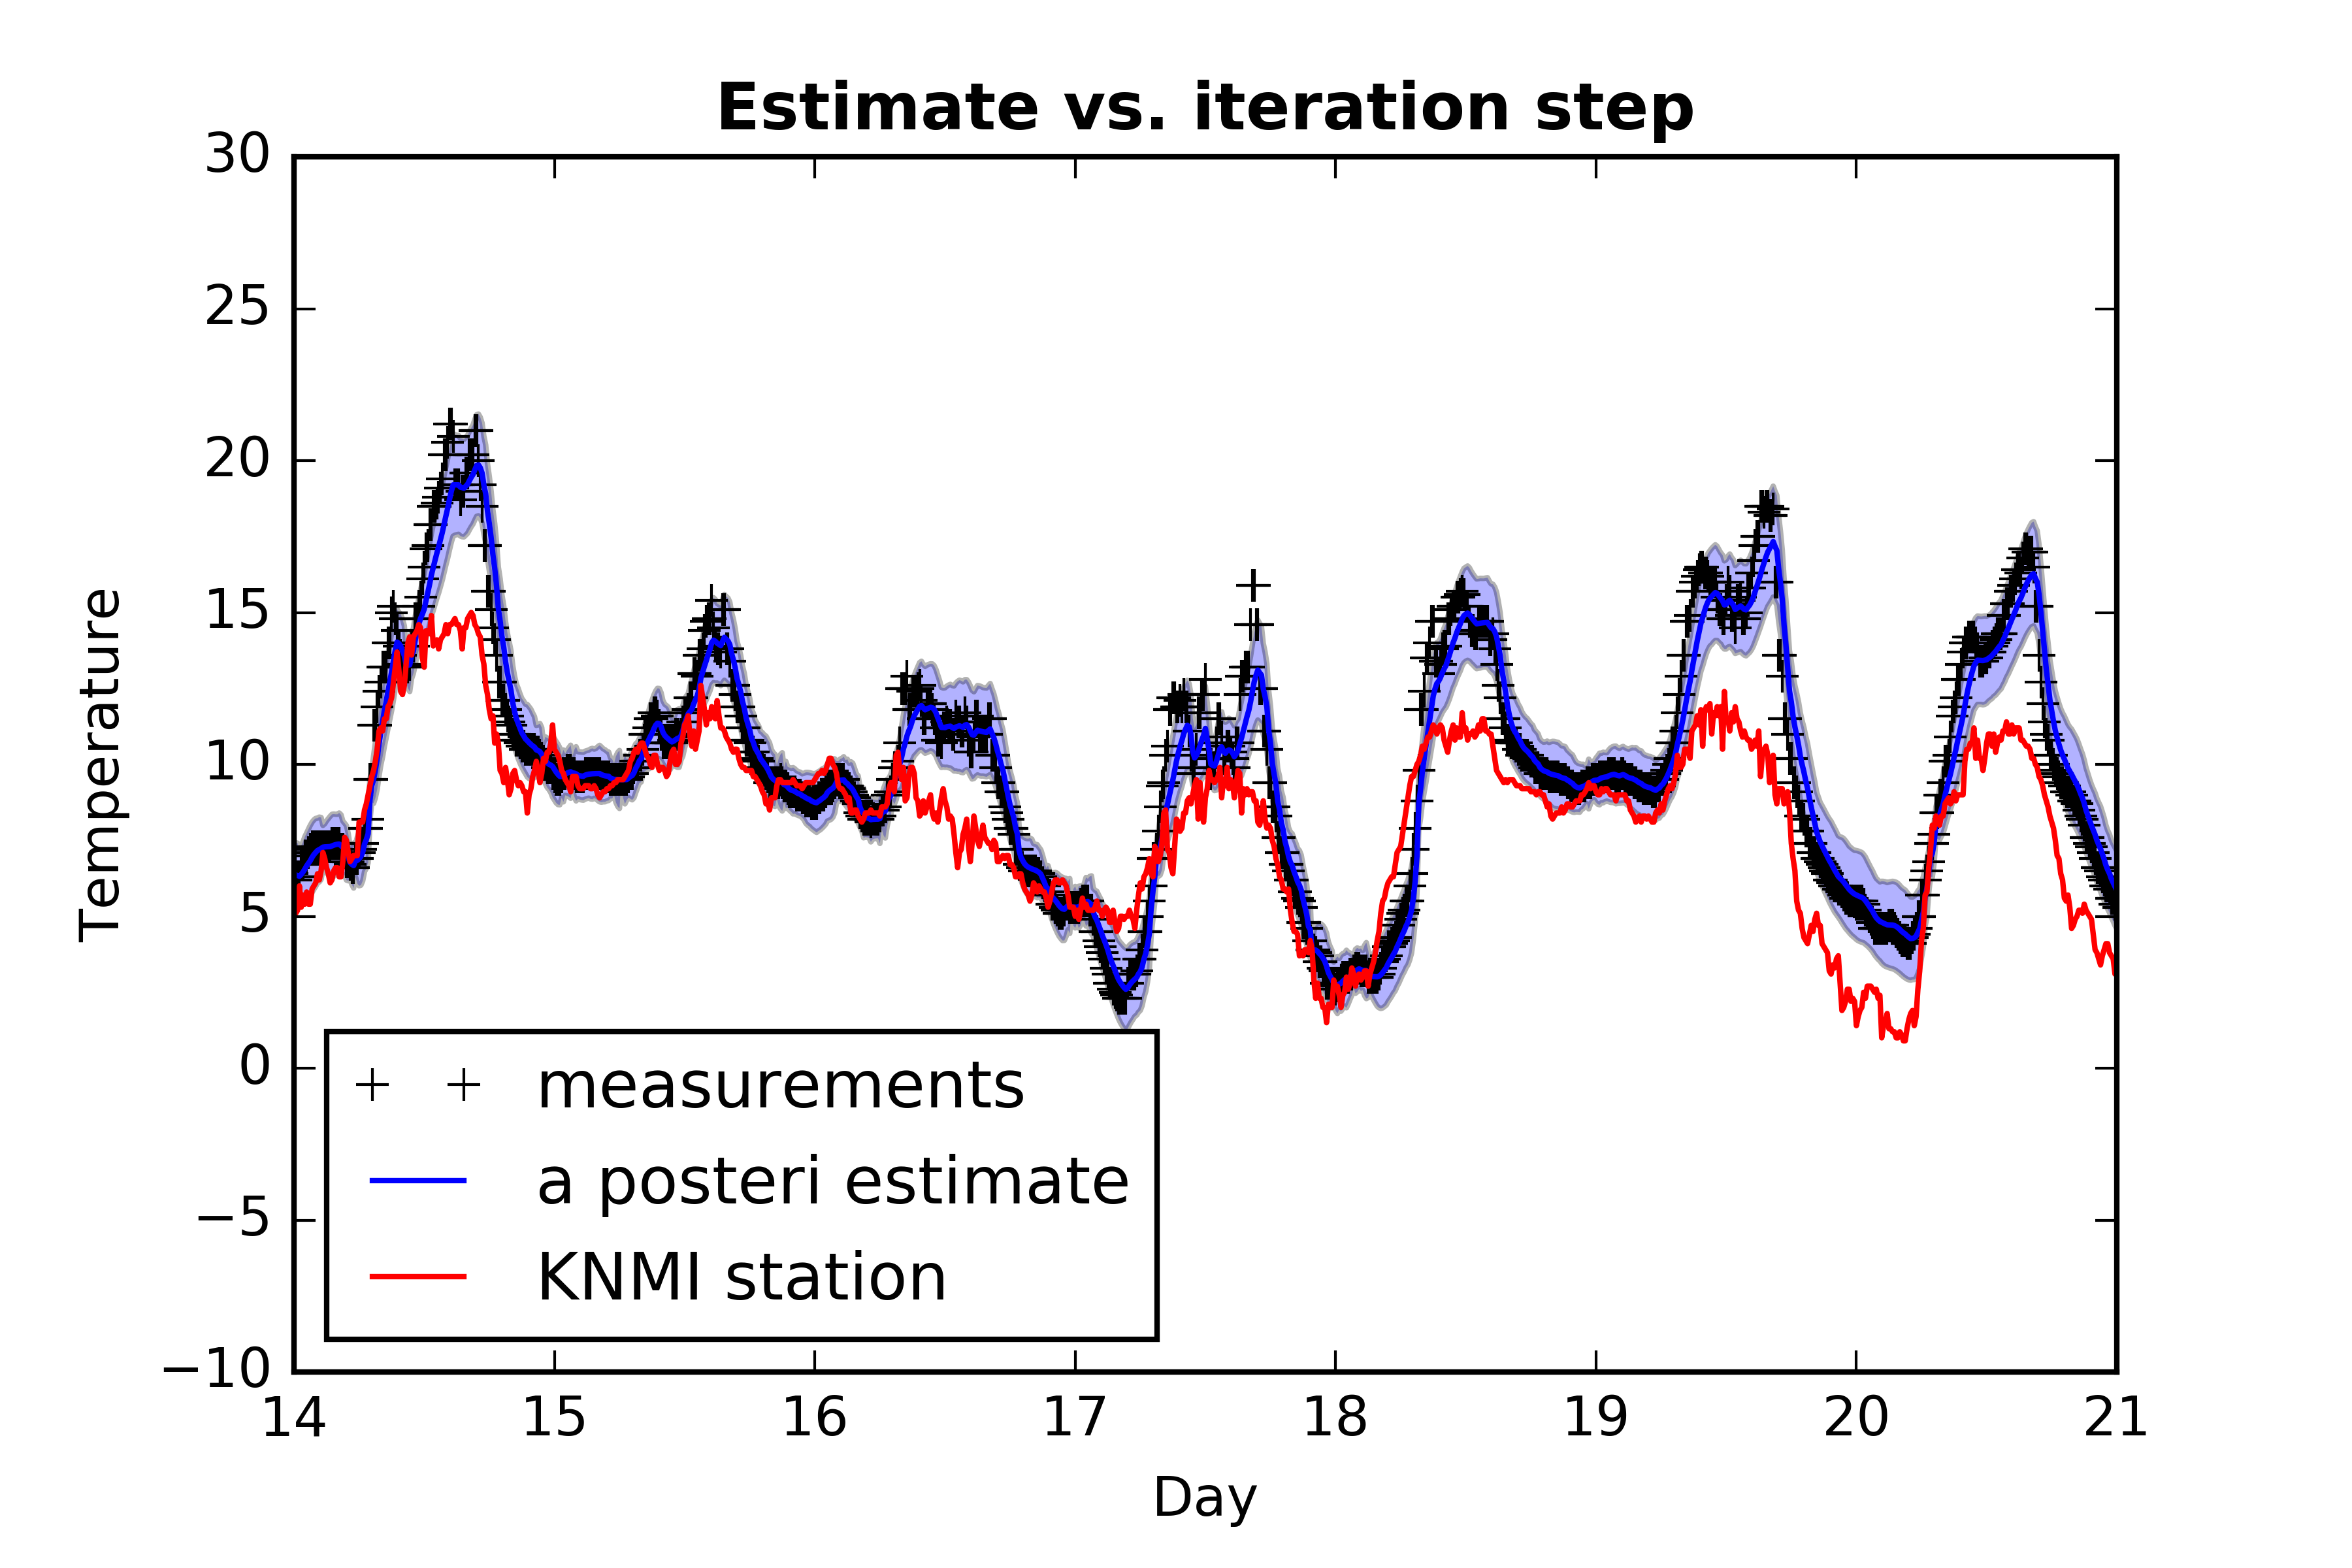 Estimate vs. iteration step
30
25
20
15
10
5
0
−5
−10
Temperature
measurements
a posteri estimate
KNMI station
14 15 16 17 18 19 20 21
Day